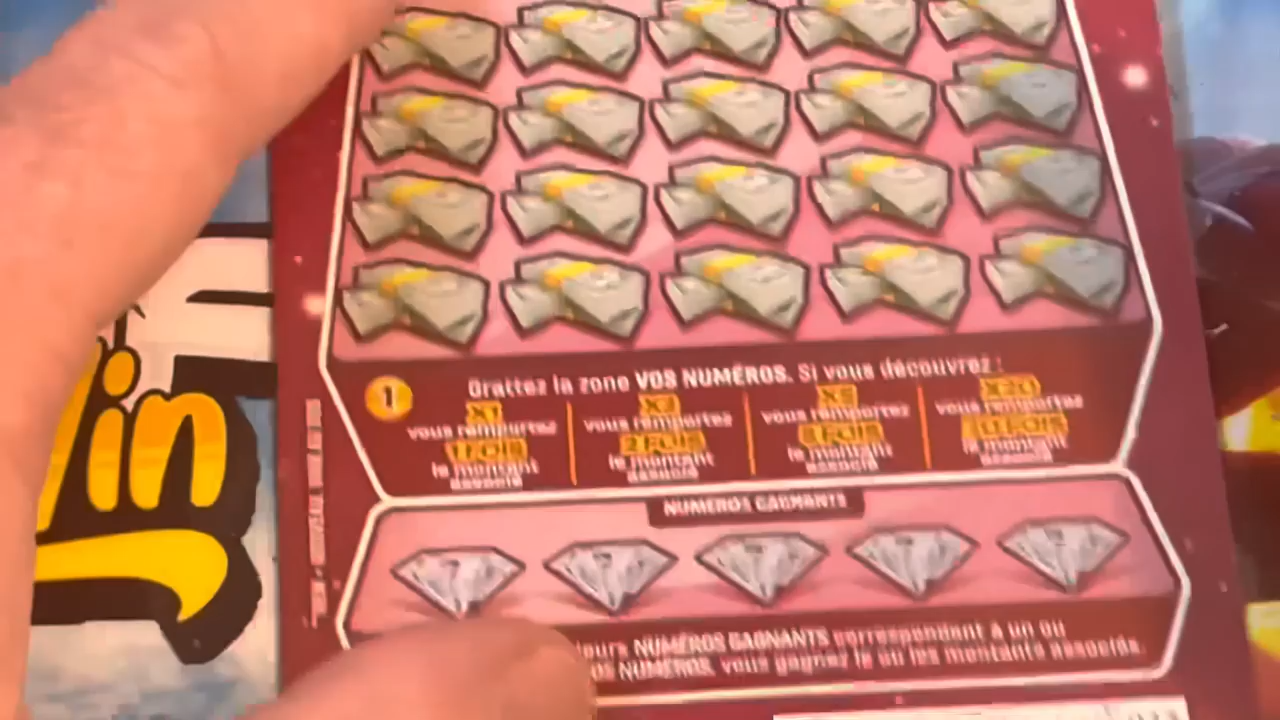 1
Grattez la zone VOS NUMÉROS. Si vous découvrez :
X1
vous remportez
1 FOIS
le montant
associé
X2
vous remportez
2 FOIS
le montant
associé
X5
vous remportez
5 FOIS
le montant
associé
X20
vous remportez
20 FOIS
le montant
associé
NUMÉROS GAGNANTS
NUMÉROS GAGNANTS correspondent à un ou
NUMÉROS, vous gagnez le ou les montants associés.
in